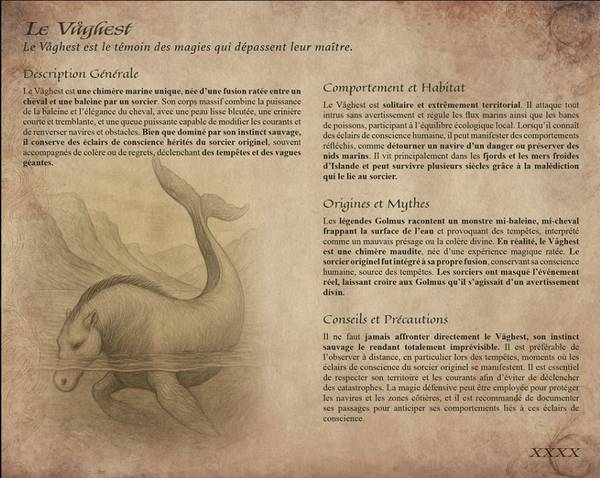 Le Våghest
Le Våghest est le témoin des magies qui dépassent leur maître.
Description Générale
Le Våghest est une chimère marine unique, née d'une fusion ratée entre un
cheval et une baleine par un sorcier. Son corps massif combine la puissance
de la baleine et l'élégance du cheval, avec une peau lisse bleutée, une crinière
courte et tremblante, et une queue puissante capable de modifier les courants et
de renverser navires et obstacles. Bien que dominé par son instinct sauvage,
il conserve des éclairs de conscience hérités du sorcier originel, souvent
accompagnés de colère ou de regrets, déclenchant des tempêtes et des vagues
géantes.
Comportement et Habitat
Le Våghest est solitaire et extrêmement territorial. Il attaque tout
intrus sans avertissement et régule les flux marins ainsi que les bancs
de poissons, participant à l'équilibre écologique local. Lorsqu'il connaît
des éclairs de conscience humaine, il peut manifester des comportements
réfléchis, comme détourner un navire d'un danger ou préserver des
nids marins. Il vit principalement dans les fjords et les mers froides
d'Islande et peut survivre plusieurs siècles grâce à la malédiction
qui le lie au sorcier.
Origines et Mythes
Les légendes Golmus racontent un monstre mi-baleine, mi-cheval
frappant la surface de l'eau et provoquant des tempêtes, interprété
comme un mauvais présage ou la colère divine. En réalité, le Våghest
est une chimère maudite, née d'une expérience magique ratée. Le
sorcier originel fut intégré à sa propre fusion, conservant sa conscience
humaine, source des tempêtes. Les sorciers ont masqué l'événement
réel, laissant croire aux Golmus qu'il s'agissait d'un avertissement
divin.
Conseils et Précautions
Il ne faut jamais affronter directement le Våghest, son instinct
sauvage le rendant totalement imprévisible. Il est préférable de
l'observer à distance, en particulier lors des tempêtes, moments où les
éclairs de conscience du sorcier originel se manifestent. Il est essentiel
de respecter son territoire et les courants afin d'éviter de déclencher
des catastrophes. La magie défensive peut être employée pour protéger
les navires et les zones côtières, et il est recommandé de documenter
ses passages pour anticiper ses comportements liés à ces éclairs de
conscience.
XXXX